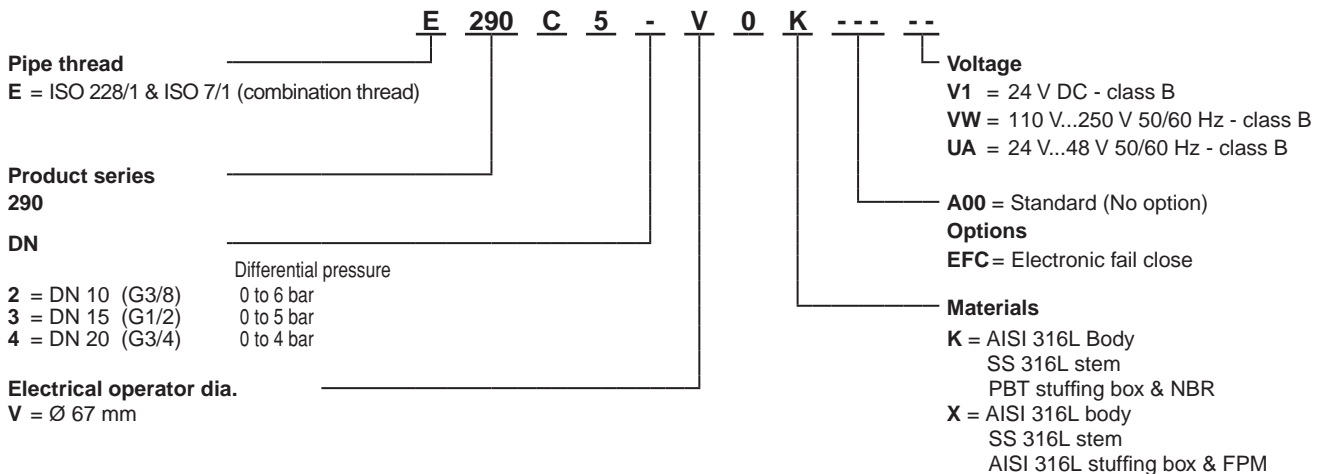 E 290 C 5 - V 0 K - - - - -
Pipe thread
E = ISO 228/1 & ISO 7/1 (combination thread)
Product series
290
DN
Differential pressure
2 = DN 10 (G3/8) 0 to 6 bar
3 = DN 15 (G1/2) 0 to 5 bar
4 = DN 20 (G3/4) 0 to 4 bar
Electrical operator dia.
V = Ø 67 mm
Voltage
V1 = 24 V DC - class B
VW = 110 V...250 V 50/60 Hz - class B
UA = 24 V...48 V 50/60 Hz - class B
A00 = Standard (No option)
Options
EFC = Electronic fail close
Materials
K = AISI 316L Body
SS 316L stem
PBT stuffing box & NBR
X = AISI 316L body
SS 316L stem
AISI 316L stuffing box & FPM